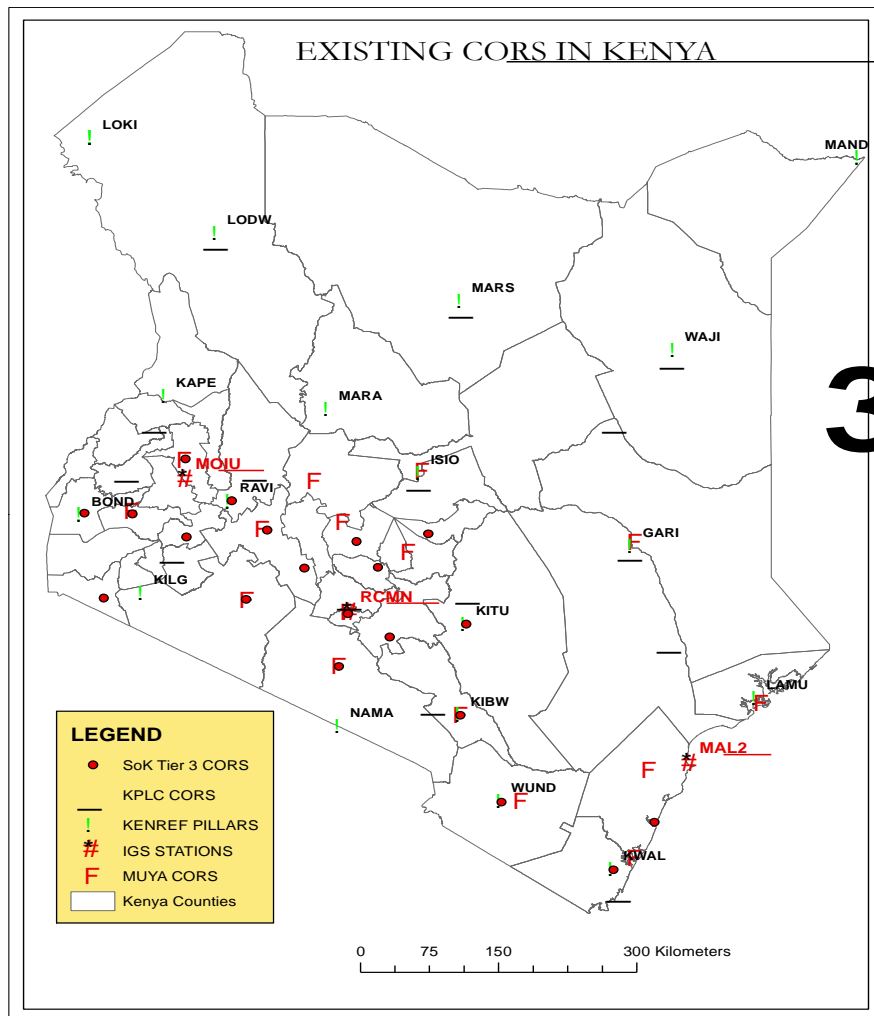 EXISTING CORS IN KENYA
LOKI
MAND
LODW
MARS
WAJI
KAPE
MARA
3
F
MOIU
#
F
F
ISIO
RAVI
BOND
F
F
F
F
GARI
F
KILG
F
RCMN
#
KITU
F
F
LAMU
F
NAMA
KIBW
F
MAL2
#
F
WUND
F
KWAL
F
LEGEND
SoK Tier 3 CORS
KPLC CORS
! KENREF PILLARS
# IGS STATIONS
F MUYA CORS
Kenya Counties
0 75 150 300 Kilometers